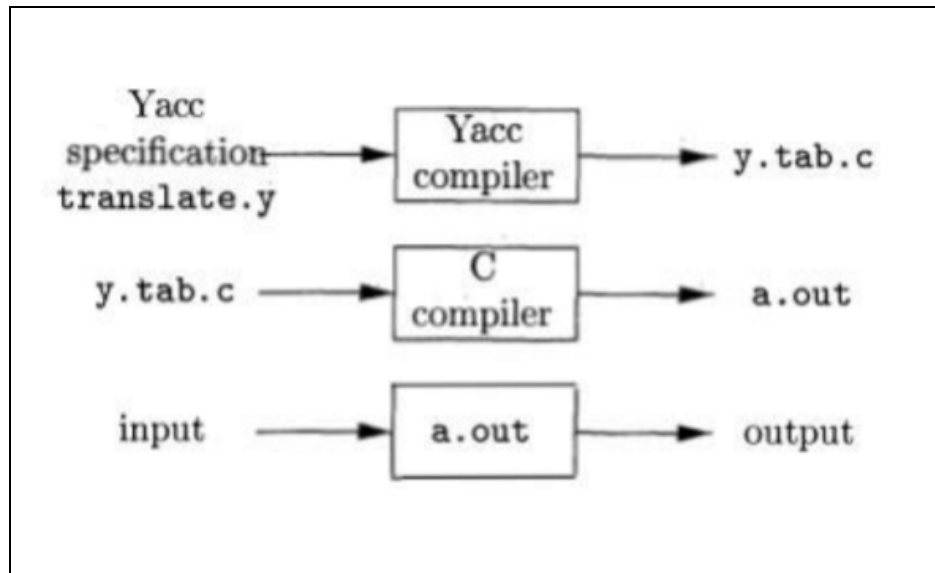 Yacc
specification
translate.y
Yacc
compiler
y.tab.c
y.tab.c
C
compiler
a.out
input
a.out
output